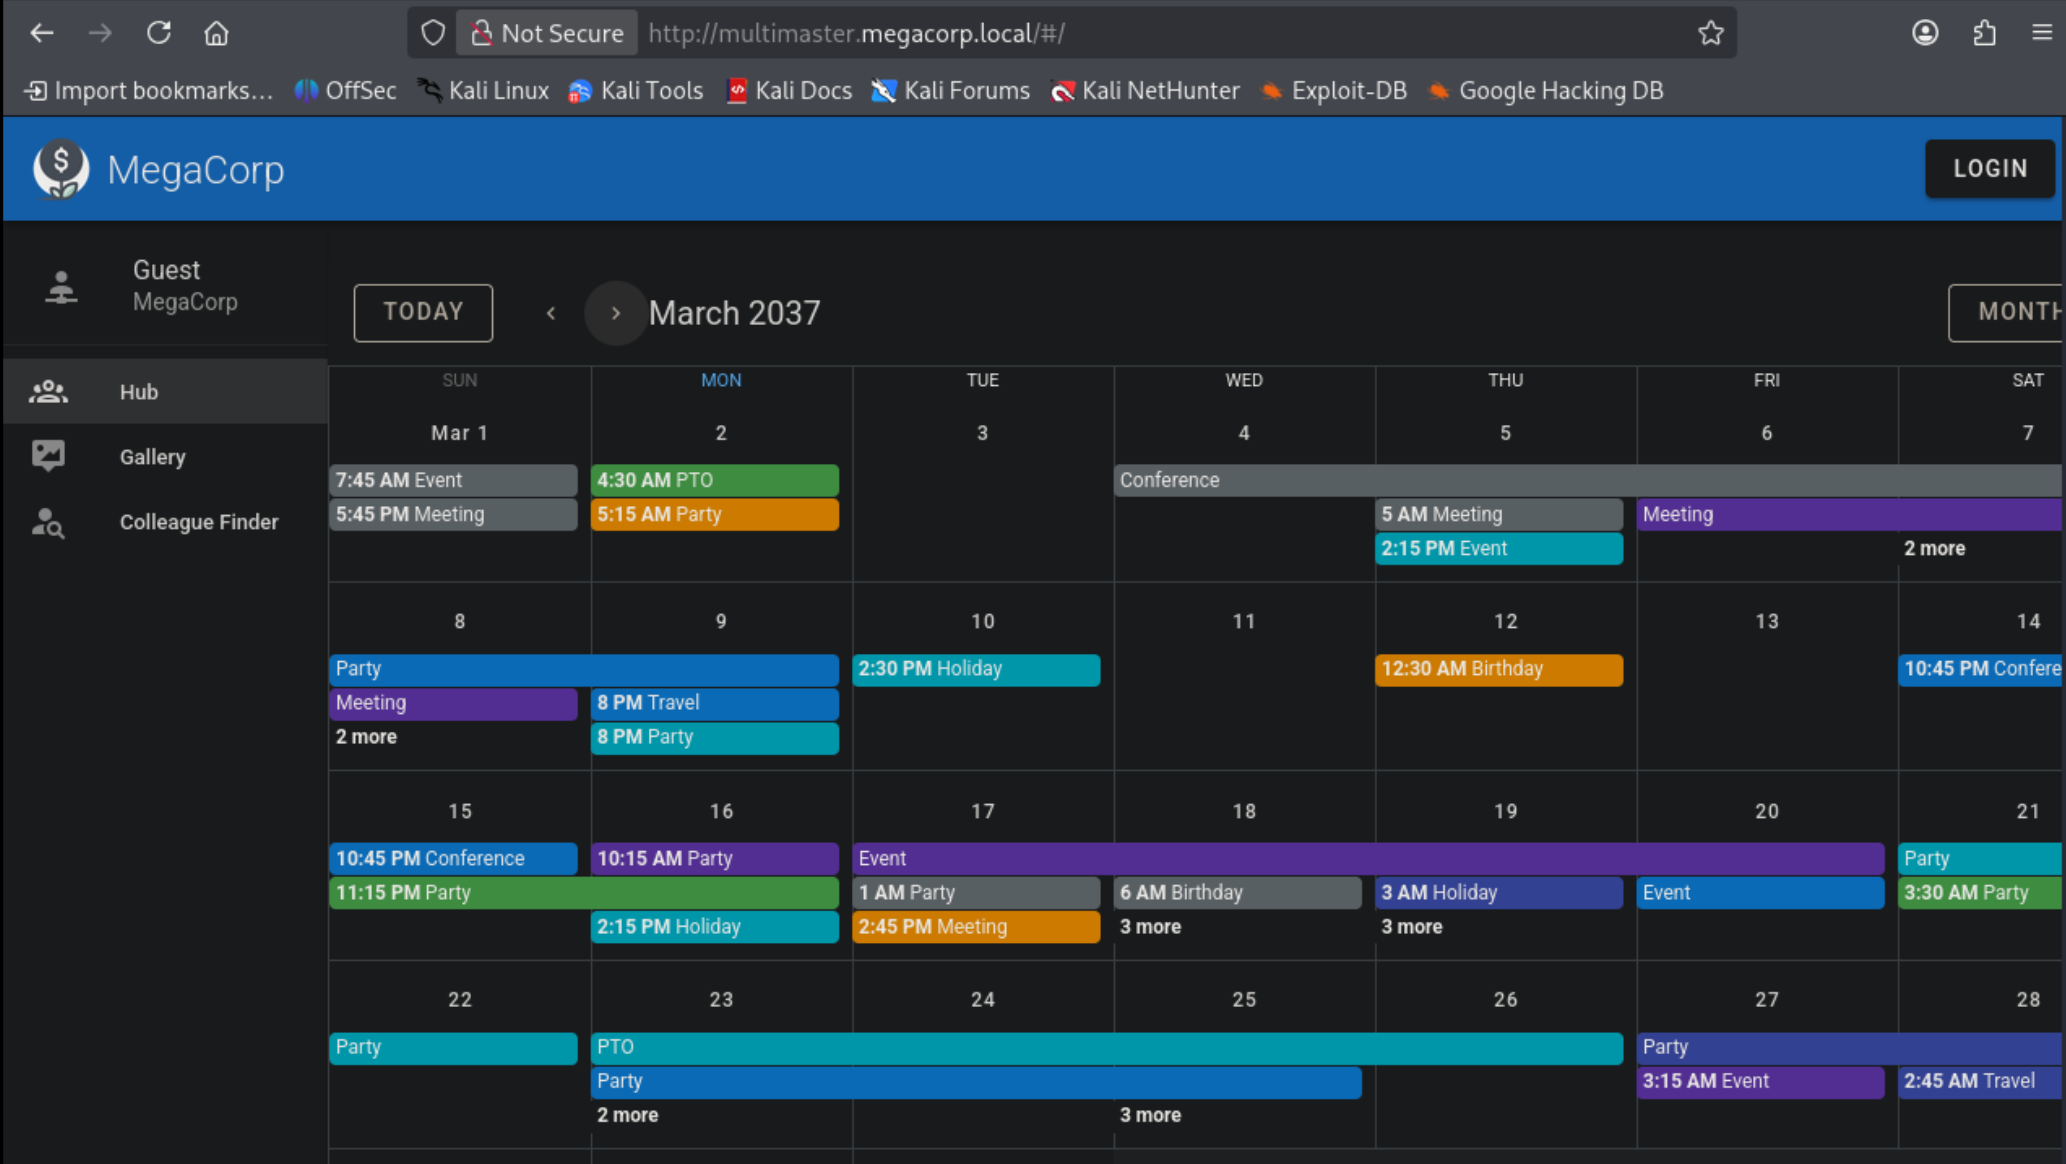 Not Secure http://multimaster.megacorp.local/#/
Import bookmarks... OffSec Kali Linux Kali Tools Kali Docs Kali Forums Kali NetHunter Exploit-DB Google Hacking DB
$ MegaCorp LOGIN
Guest
MegaCorp
Hub
Gallery
Colleague Finder
TODAY ‹ › March 2037 MONTH
SUN MON TUE WED THU FRI SAT
Mar 1 2 3 4 5 6 7
7:45 AM Event 4:30 AM PTO Conference
5:45 PM Meeting 5:15 AM Party 5 AM Meeting Meeting
2:15 PM Event 2 more
8 9 10 11 12 13 14
Party 2:30 PM Holiday 12:30 AM Birthday 10:45 PM Confere
Meeting 8 PM Travel
2 more 8 PM Party
15 16 17 18 19 20 21
10:45 PM Conference 10:15 AM Party Event Party
11:15 PM Party 1 AM Party 6 AM Birthday 3 AM Holiday Event 3:30 AM Party
2:15 PM Holiday 2:45 PM Meeting 3 more 3 more
22 23 24 25 26 27 28
Party PTO Party
Party 3:15 AM Event 2:45 AM Travel
2 more 3 more